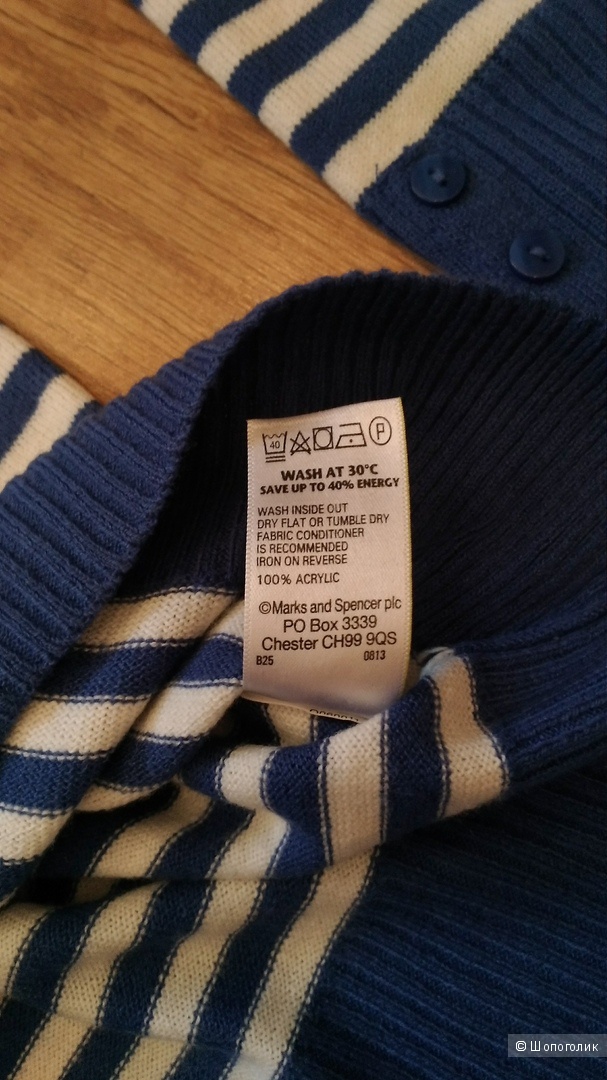 40 P
WASH AT 30°C
SAVE UP TO 40% ENERGY
WASH INSIDE OUT
DRY FLAT OR TUMBLE DRY
FABRIC CONDITIONER
IS RECOMMENDED
IRON ON REVERSE
100% ACRYLIC
©Marks and Spencer plc
PO Box 3339
Chester CH99 9QS
B25 0813
© Шопоголик